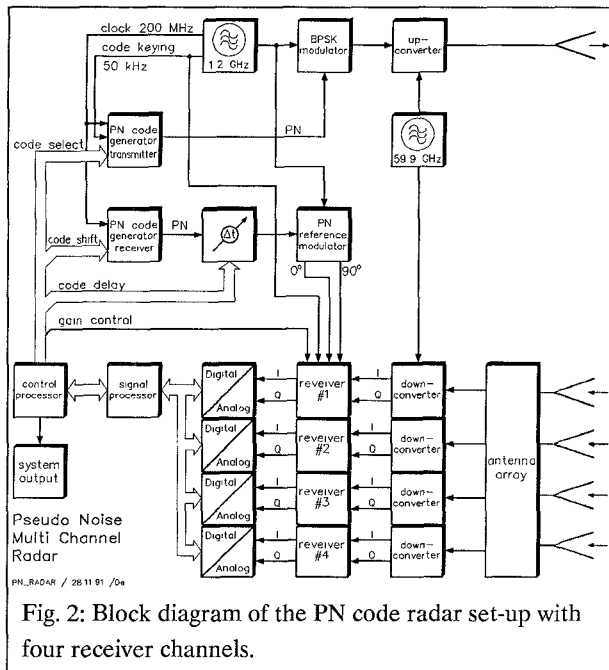 clock 200 MHz
code keying
50 kHz
1.2 GHz
BPSK
modulator
up-
converter
PN code
generator
transmitter
PN
code select
59.9 GHz
PN code
generator
receiver
PN
Δt
PN
reference
modulator
code shift
0°
90°
code delay
gain control
control
processor
signal
processor
Digital
Analog
I
Q
reveiver
#1
I
Q
down-
converter
Digital
Analog
I
Q
reveiver
#2
I
Q
down-
converter
antenna
array
system
output
Digital
Analog
I
Q
reveiver
#3
I
Q
down-
converter
Digital
Analog
I
Q
reveiver
#4
I
Q
down-
converter
Pseudo Noise
Multi Channel
Radar
PN_RADAR / 28 11 91 /De
Fig. 2: Block diagram of the PN code radar set-up with
four receiver channels.